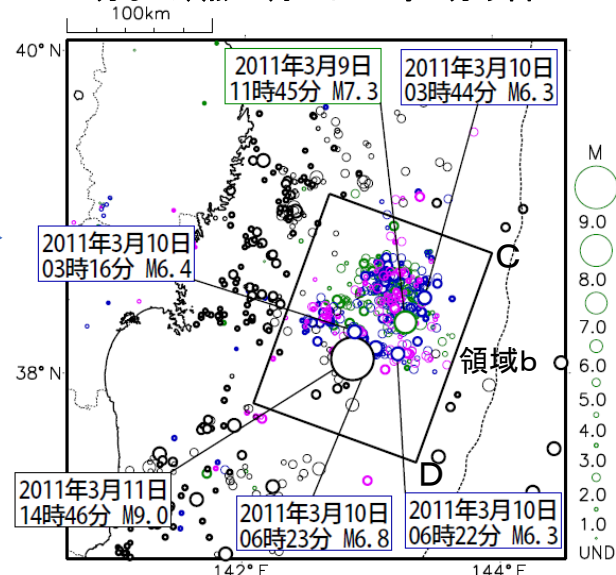 100km
40°N
2011年3月9日
11時45分 M7.3
2011年3月10日
03時44分 M6.3
M
9.0
8.0
7.0
6.0
5.0
4.0
3.0
2.0
1.0
UND
C
2011年3月10日
03時16分 M6.4
領域b
38°N
D
2011年3月11日
14時46分 M9.0
2011年3月10日
06時23分 M6.8
2011年3月10日
06時22分 M6.3
142°E
144°E